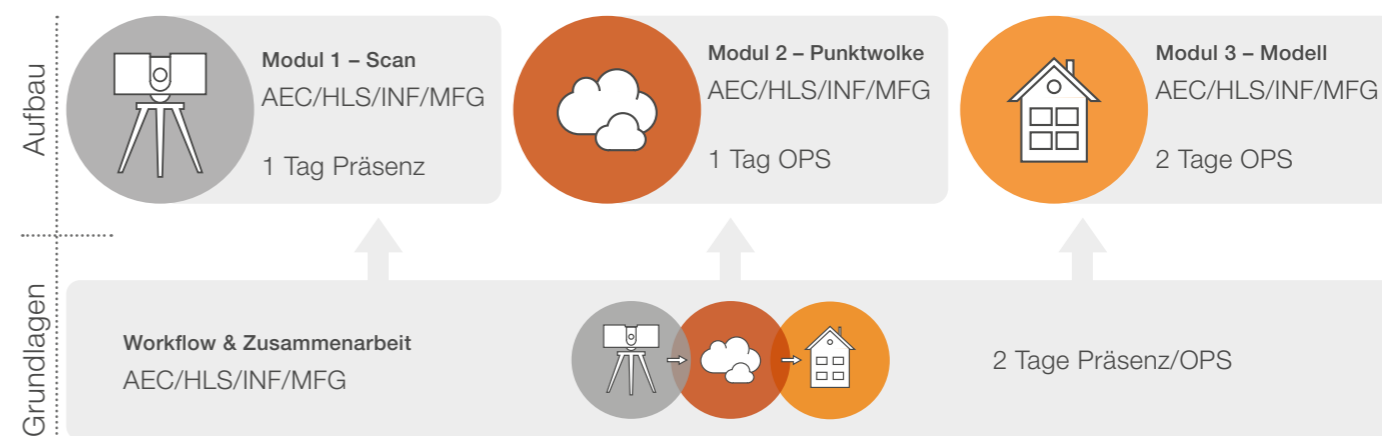 Aufbau
Modul 1 – Scan
AEC/HLS/INF/MFG
1 Tag Präsenz
Modul 2 – Punktwolke
AEC/HLS/INF/MFG
1 Tag OPS
Modul 3 – Modell
AEC/HLS/INF/MFG
2 Tage OPS
Grundlagen
Workflow & Zusammenarbeit
AEC/HLS/INF/MFG
2 Tage Präsenz/OPS